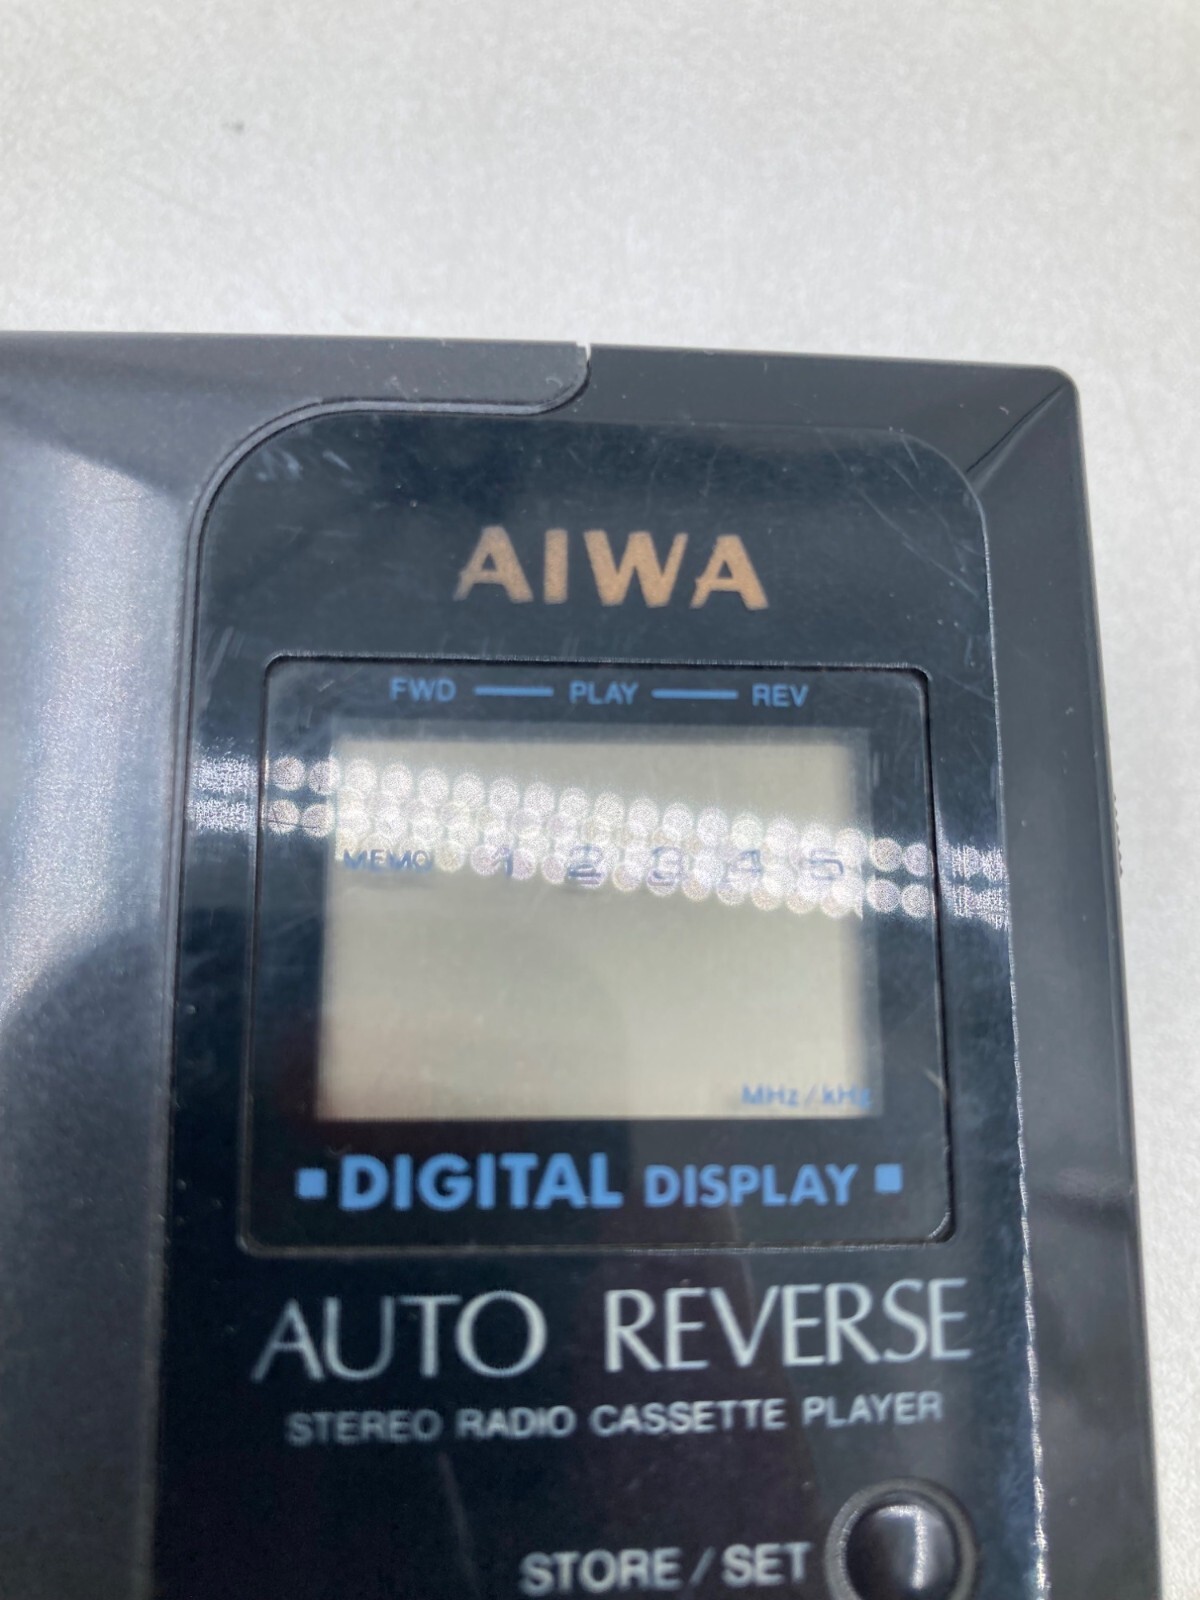 AIWA
FWD — PLAY — REV
MEMO 1 2 3 4 5
MHz / kHz
▪ DIGITAL DISPLAY ▪
AUTO REVERSE
STEREO RADIO CASSETTE PLAYER
STORE / SET